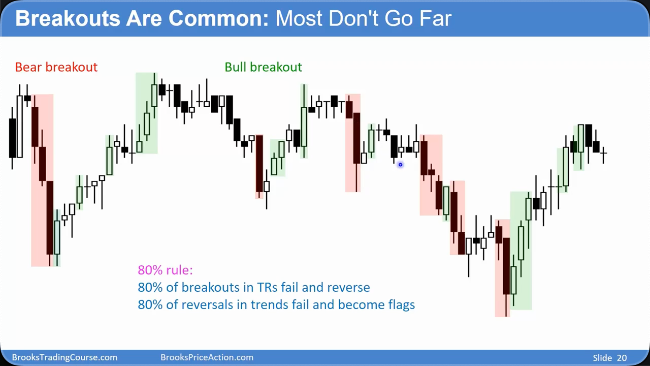 Breakouts Are Common: Most Don't Go Far
Bear breakout
Bull breakout
80% rule:
80% of breakouts in TRs fail and reverse
80% of reversals in trends fail and become flags
BrooksTradingCourse.com
BrooksPriceAction.com
Slide 20